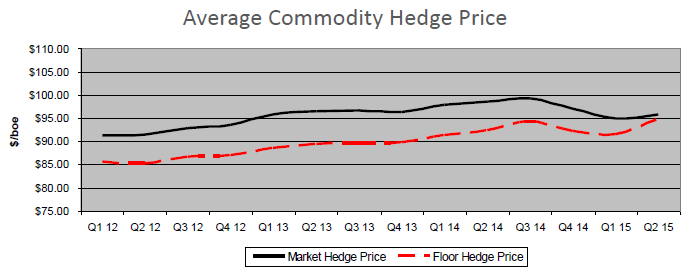 Average Commodity Hedge Price
$110.00
$105.00
$100.00
$95.00
$90.00
$85.00
$80.00
$75.00
$/boe
Q1 12 Q2 12 Q3 12 Q4 12 Q1 13 Q2 13 Q3 13 Q4 13 Q1 14 Q2 14 Q3 14 Q4 14 Q1 15 Q2 15
Market Hedge Price Floor Hedge Price